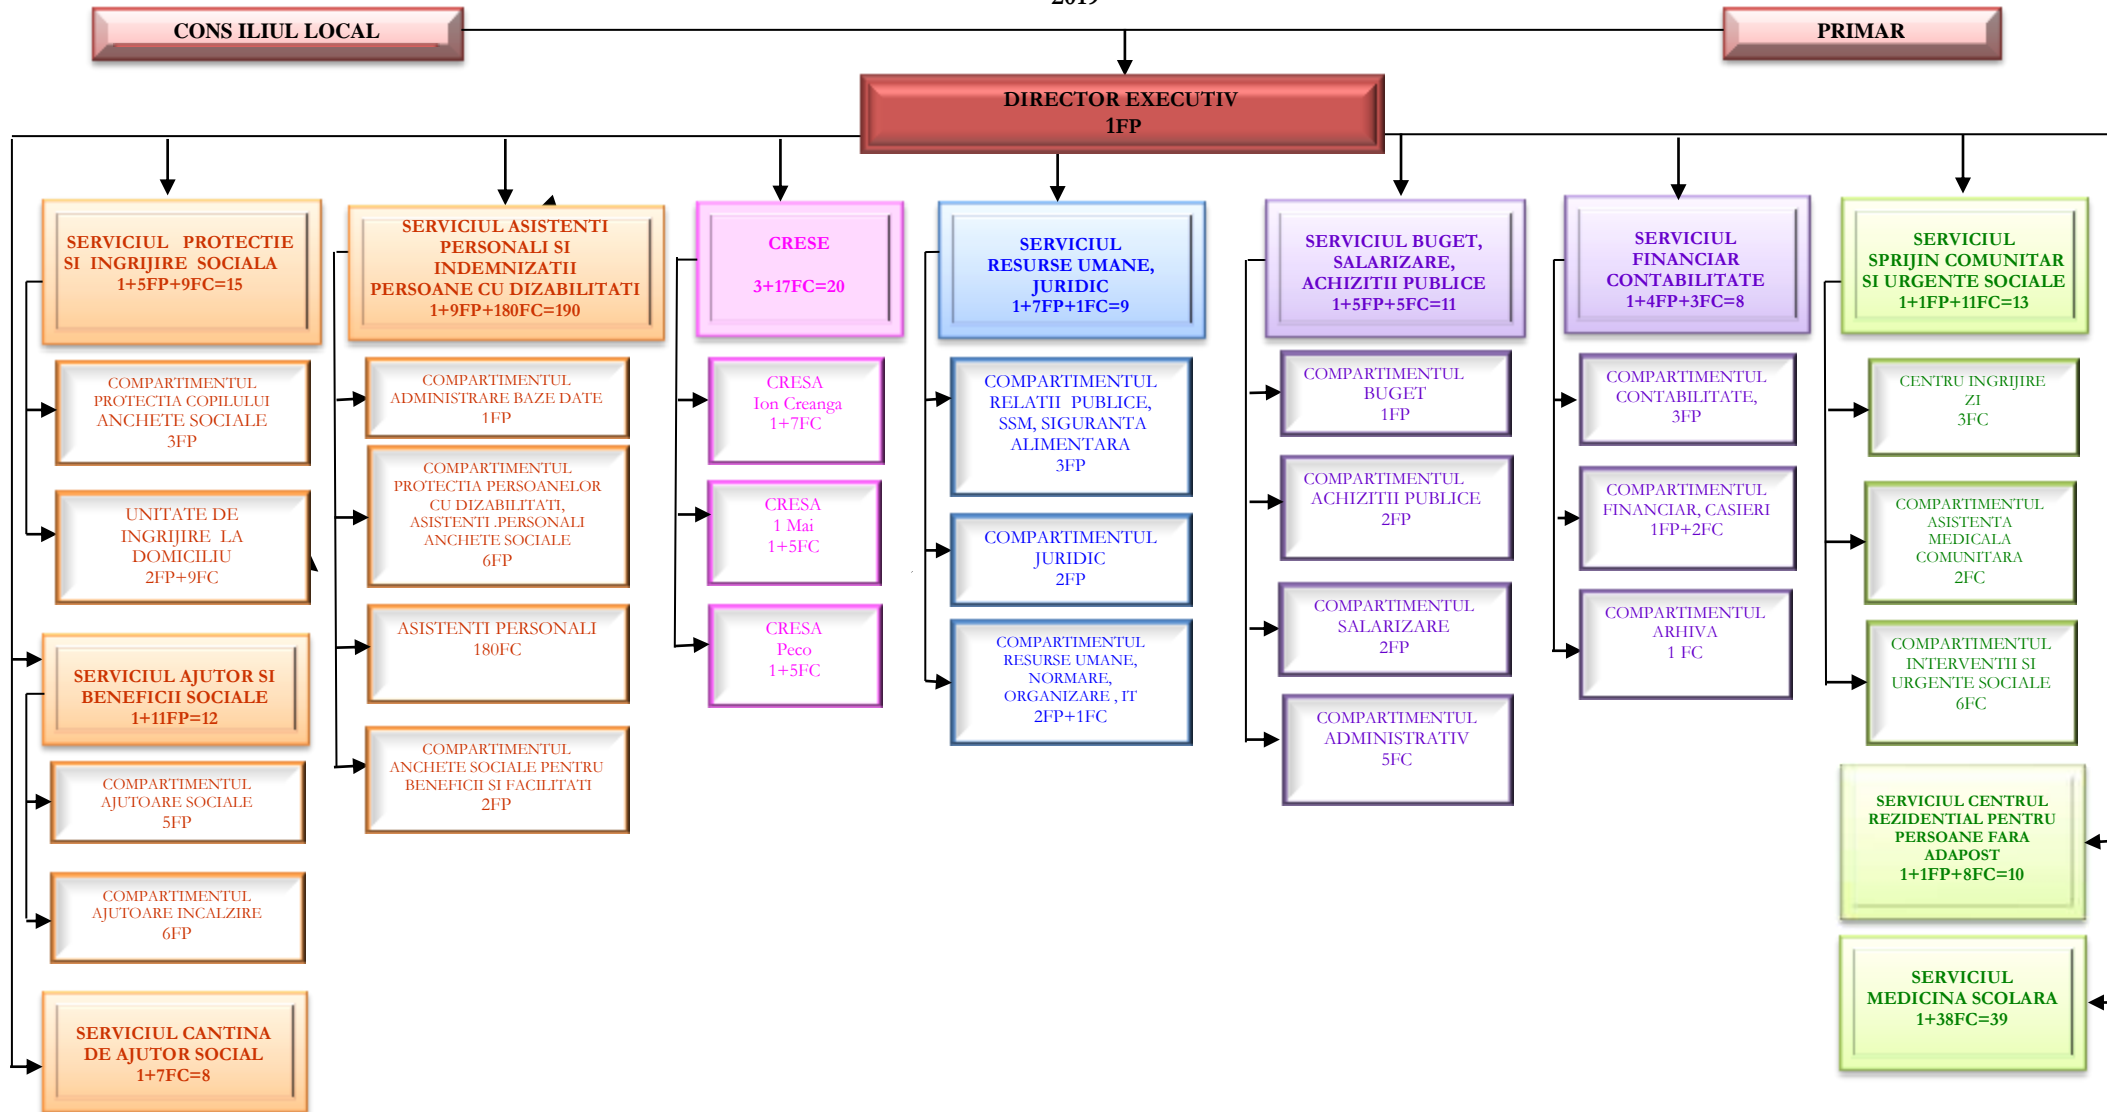 2019
CONS ILIUL LOCAL
PRIMAR
DIRECTOR EXECUTIV
1FP
SERVICIUL PROTECTIE
SI INGRIJIRE SOCIALA
1+5FP+9FC=15
COMPARTIMENTUL
PROTECTIA COPILULUI
ANCHETE SOCIALE
3FP
UNITATE DE
INGRIJIRE LA
DOMICILIU
2FP+9FC
SERVICIUL AJUTOR SI
BENEFICII SOCIALE
1+11FP=12
COMPARTIMENTUL
AJUTOARE SOCIALE
5FP
COMPARTIMENTUL
AJUTOARE INCALZIRE
6FP
SERVICIUL CANTINA
DE AJUTOR SOCIAL
1+7FC=8
SERVICIUL ASISTENTI
PERSONALI SI
INDEMNIZATII
PERSOANE CU DIZABILITATI
1+9FP+180FC=190
COMPARTIMENTUL
ADMINISTRARE BAZE DATE
1FP
COMPARTIMENTUL
PROTECTIA PERSOANELOR
CU DIZABILITATI,
ASISTENTI .PERSONALI
ANCHETE SOCIALE
6FP
ASISTENTI PERSONALI
180FC
COMPARTIMENTUL
ANCHETE SOCIALE PENTRU
BENEFICII SI FACILITATI
2FP
CRESE
3+17FC=20
CRESA
Ion Creanga
1+7FC
CRESA
1 Mai
1+5FC
CRESA
Peco
1+5FC
SERVICIUL
RESURSE UMANE,
JURIDIC
1+7FP+1FC=9
COMPARTIMENTUL
RELATII PUBLICE,
SSM, SIGURANTA
ALIMENTARA
3FP
COMPARTIMENTUL
JURIDIC
2FP
COMPARTIMENTUL
RESURSE UMANE,
NORMARE,
ORGANIZARE , IT
2FP+1FC
SERVICIUL BUGET,
SALARIZARE,
ACHIZITII PUBLICE
1+5FP+5FC=11
COMPARTIMENTUL
BUGET
1FP
COMPARTIMENTUL
ACHIZITII PUBLICE
2FP
COMPARTIMENTUL
SALARIZARE
2FP
COMPARTIMENTUL
ADMINISTRATIV
5FC
SERVICIUL
FINANCIAR
CONTABILITATE
1+4FP+3FC=8
COMPARTIMENTUL
CONTABILITATE,
3FP
COMPARTIMENTUL
FINANCIAR, CASIERI
1FP+2FC
COMPARTIMENTUL
ARHIVA
1 FC
SERVICIUL
SPRIJIN COMUNITAR
SI URGENTE SOCIALE
1+1FP+11FC=13
CENTRU INGRIJIRE
ZI
3FC
COMPARTIMENTUL
ASISTENTA
MEDICALA
COMUNITARA
2FC
COMPARTIMENTUL
INTERVENTII SI
URGENTE SOCIALE
6FC
SERVICIUL CENTRUL
REZIDENTIAL PENTRU
PERSOANE FARA
ADAPOST
1+1FP+8FC=10
SERVICIUL
MEDICINA SCOLARA
1+38FC=39